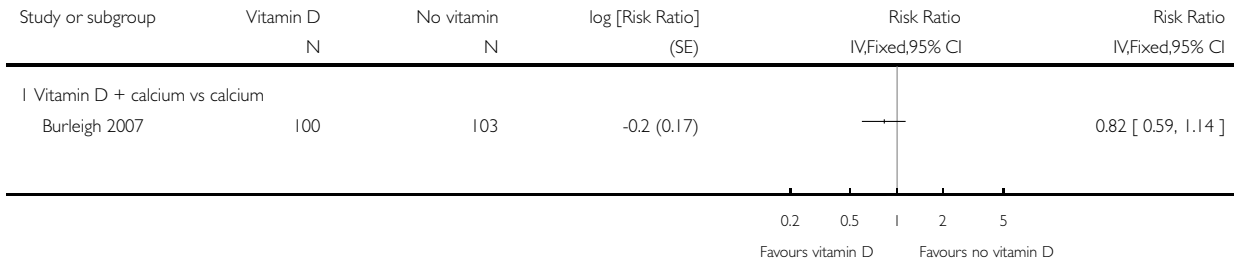 Study or subgroup Vitamin D No vitamin log [Risk Ratio] Risk Ratio Risk Ratio
N N (SE) IV,Fixed,95% CI IV,Fixed,95% CI
1 Vitamin D + calcium vs calcium
Burleigh 2007 100 103 -0.2 (0.17) 0.82 [ 0.59, 1.14 ]
0.2 0.5 1 2 5
Favours vitamin D Favours no vitamin D